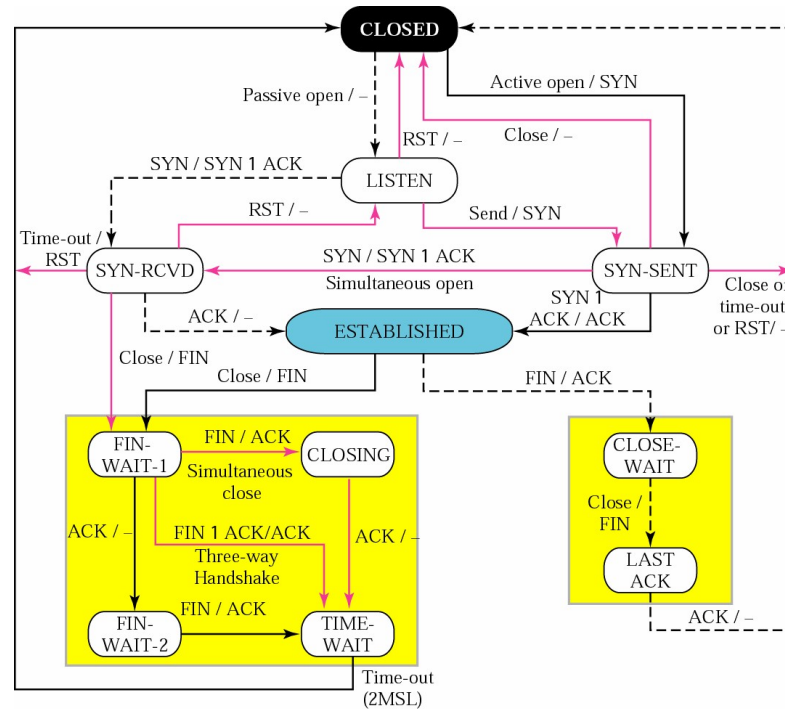 CLOSED
Active open / SYN
Passive open / –
RST / –
Close / –
SYN / SYN 1 ACK
LISTEN
RST / –
Send / SYN
Time-out /
RST
SYN-RCVD
SYN / SYN 1 ACK
Simultaneous open
SYN-SENT
Close or
time-out
or RST/ –
ACK / –
ESTABLISHED
SYN 1
ACK / ACK
Close / FIN
Close / FIN
FIN / ACK
FIN-
WAIT-1
FIN / ACK
Simultaneous
close
CLOSING
CLOSE-
WAIT
ACK / –
FIN 1 ACK/ACK
Three-way
Handshake
ACK / –
Close /
FIN
LAST
ACK
FIN-
WAIT-2
FIN / ACK
TIME-
WAIT
ACK / –
Time-out
(2MSL)